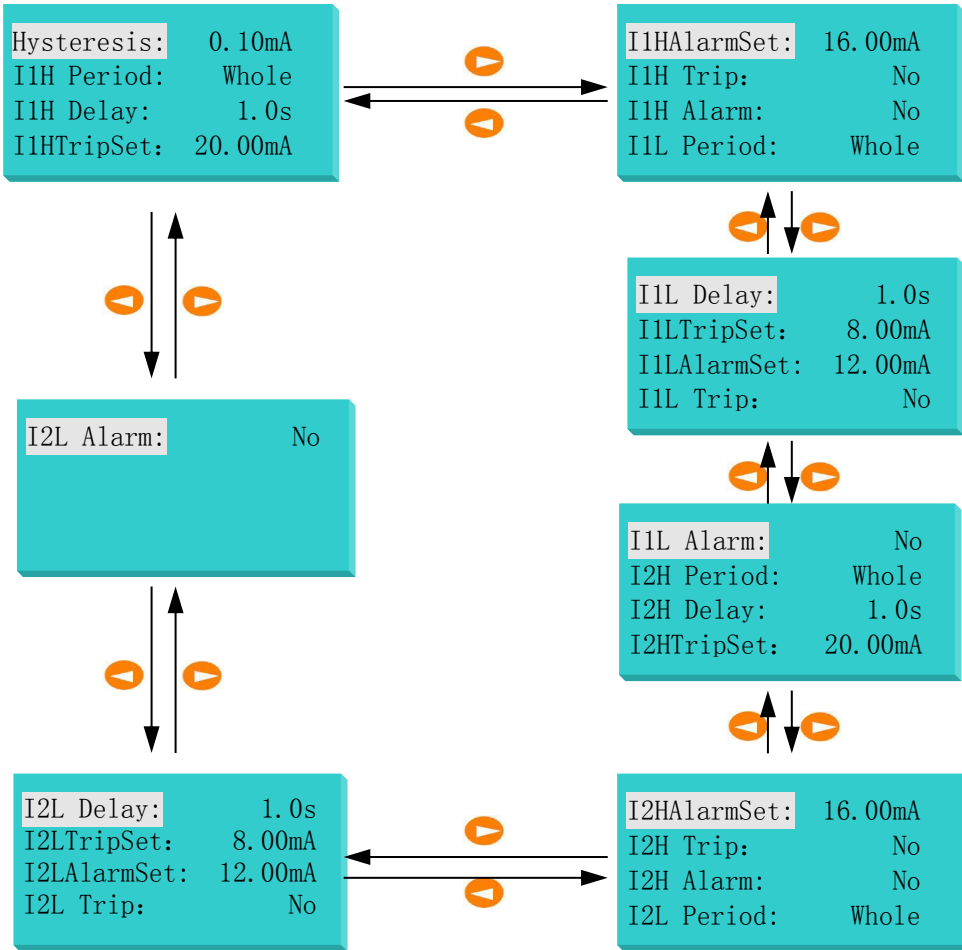 Hysteresis: 0.10mA
I1H Period: Whole
I1H Delay: 1.0s
I1HTripSet: 20.00mA
I1HAlarmSet: 16.00mA
I1H Trip: No
I1H Alarm: No
I1L Period: Whole
I1L Delay: 1.0s
I1LTripSet: 8.00mA
I1LAlarmSet: 12.00mA
I1L Trip: No
I1L Alarm: No
I2H Period: Whole
I2H Delay: 1.0s
I2HTripSet: 20.00mA
I2HAlarmSet: 16.00mA
I2H Trip: No
I2H Alarm: No
I2L Period: Whole
I2L Delay: 1.0s
I2LTripSet: 8.00mA
I2LAlarmSet: 12.00mA
I2L Trip: No
I2L Alarm: No